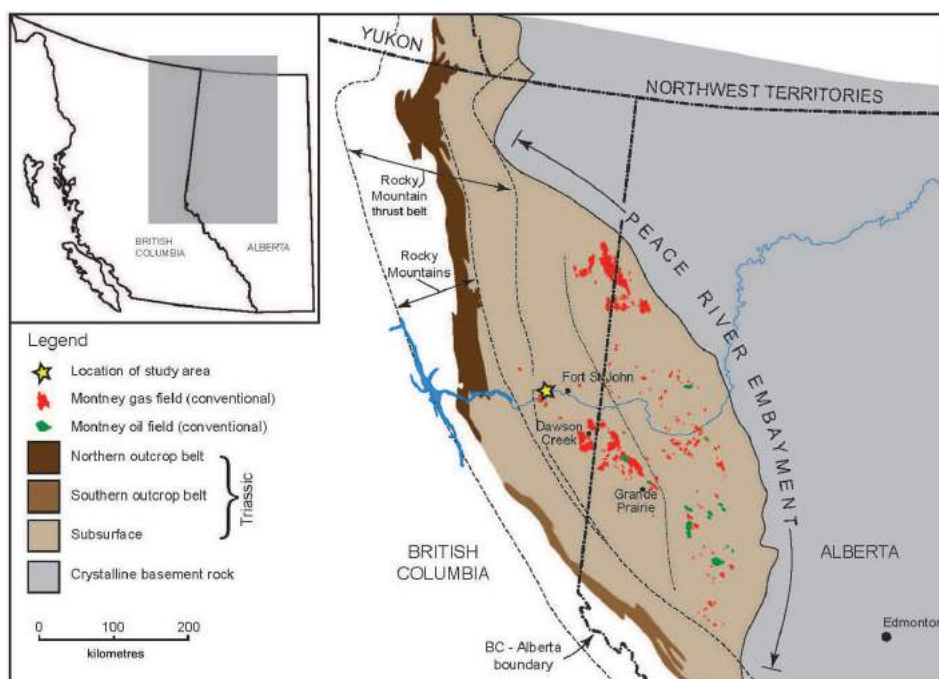 BRITISH
COLUMBIA
ALBERTA
Legend
Location of study area
Montney gas field (conventional)
Montney oil field (conventional)
Northern outcrop belt
Southern outcrop belt
Subsurface
Triassic
Crystalline basement rock
0 100 200
kilometres
YUKON
NORTHWEST TERRITORIES
Rocky
Mountain
thrust belt
Rocky
Mountains
PEACE RIVER EMBAYMENT
Fort St John
Dawson
Creek
Grande
Prairie
BRITISH
COLUMBIA
ALBERTA
Edmonton
BC - Alberta
boundary